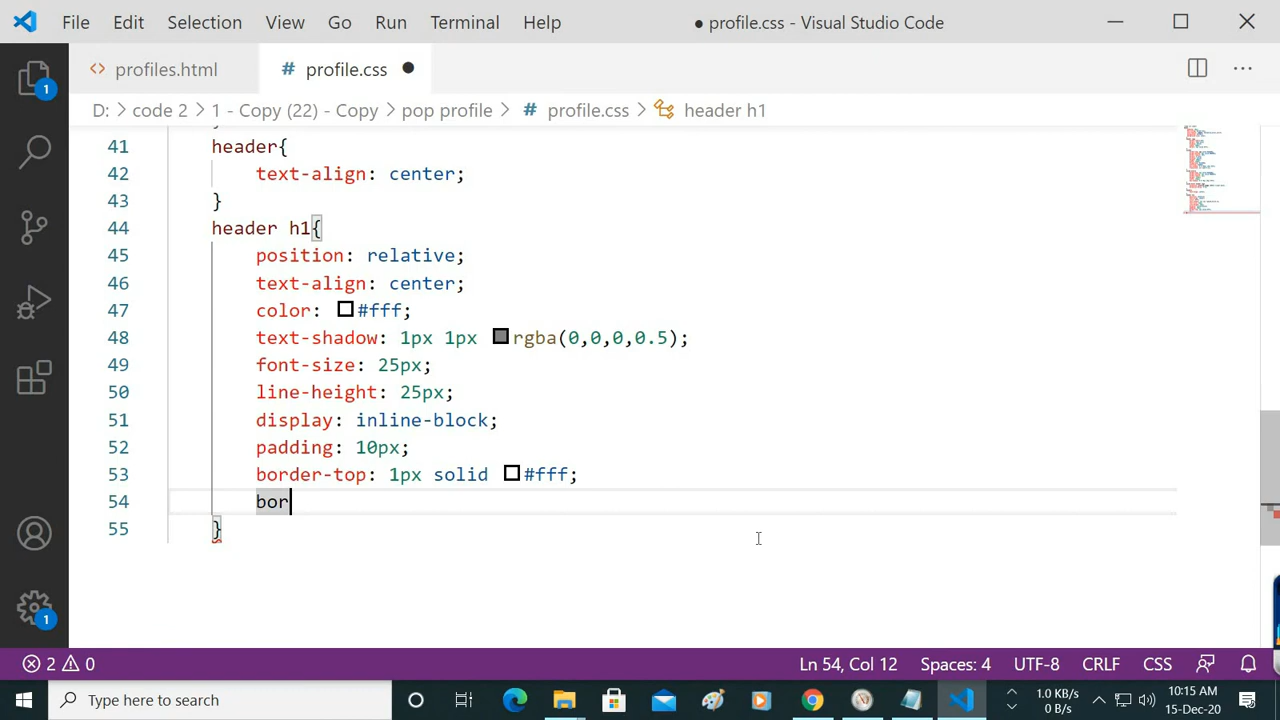 File Edit Selection View Go Run Terminal Help ● profile.css - Visual Studio Code
<> profiles.html # profile.css ●
D: > code 2 > 1 - Copy (22) - Copy > pop profile > # profile.css > header h1
41 header{
42 text-align: center;
43 }
44 header h1{
45 position: relative;
46 text-align: center;
47 color: #fff;
48 text-shadow: 1px 1px rgba(0,0,0,0.5);
49 font-size: 25px;
50 line-height: 25px;
51 display: inline-block;
52 padding: 10px;
53 border-top: 1px solid #fff;
54 bor
55 }
1
1
2 0 Ln 54, Col 12 Spaces: 4 UTF-8 CRLF CSS
Type here to search
1.0 KB/s
0 B/s
10:15 AM
15-Dec-20